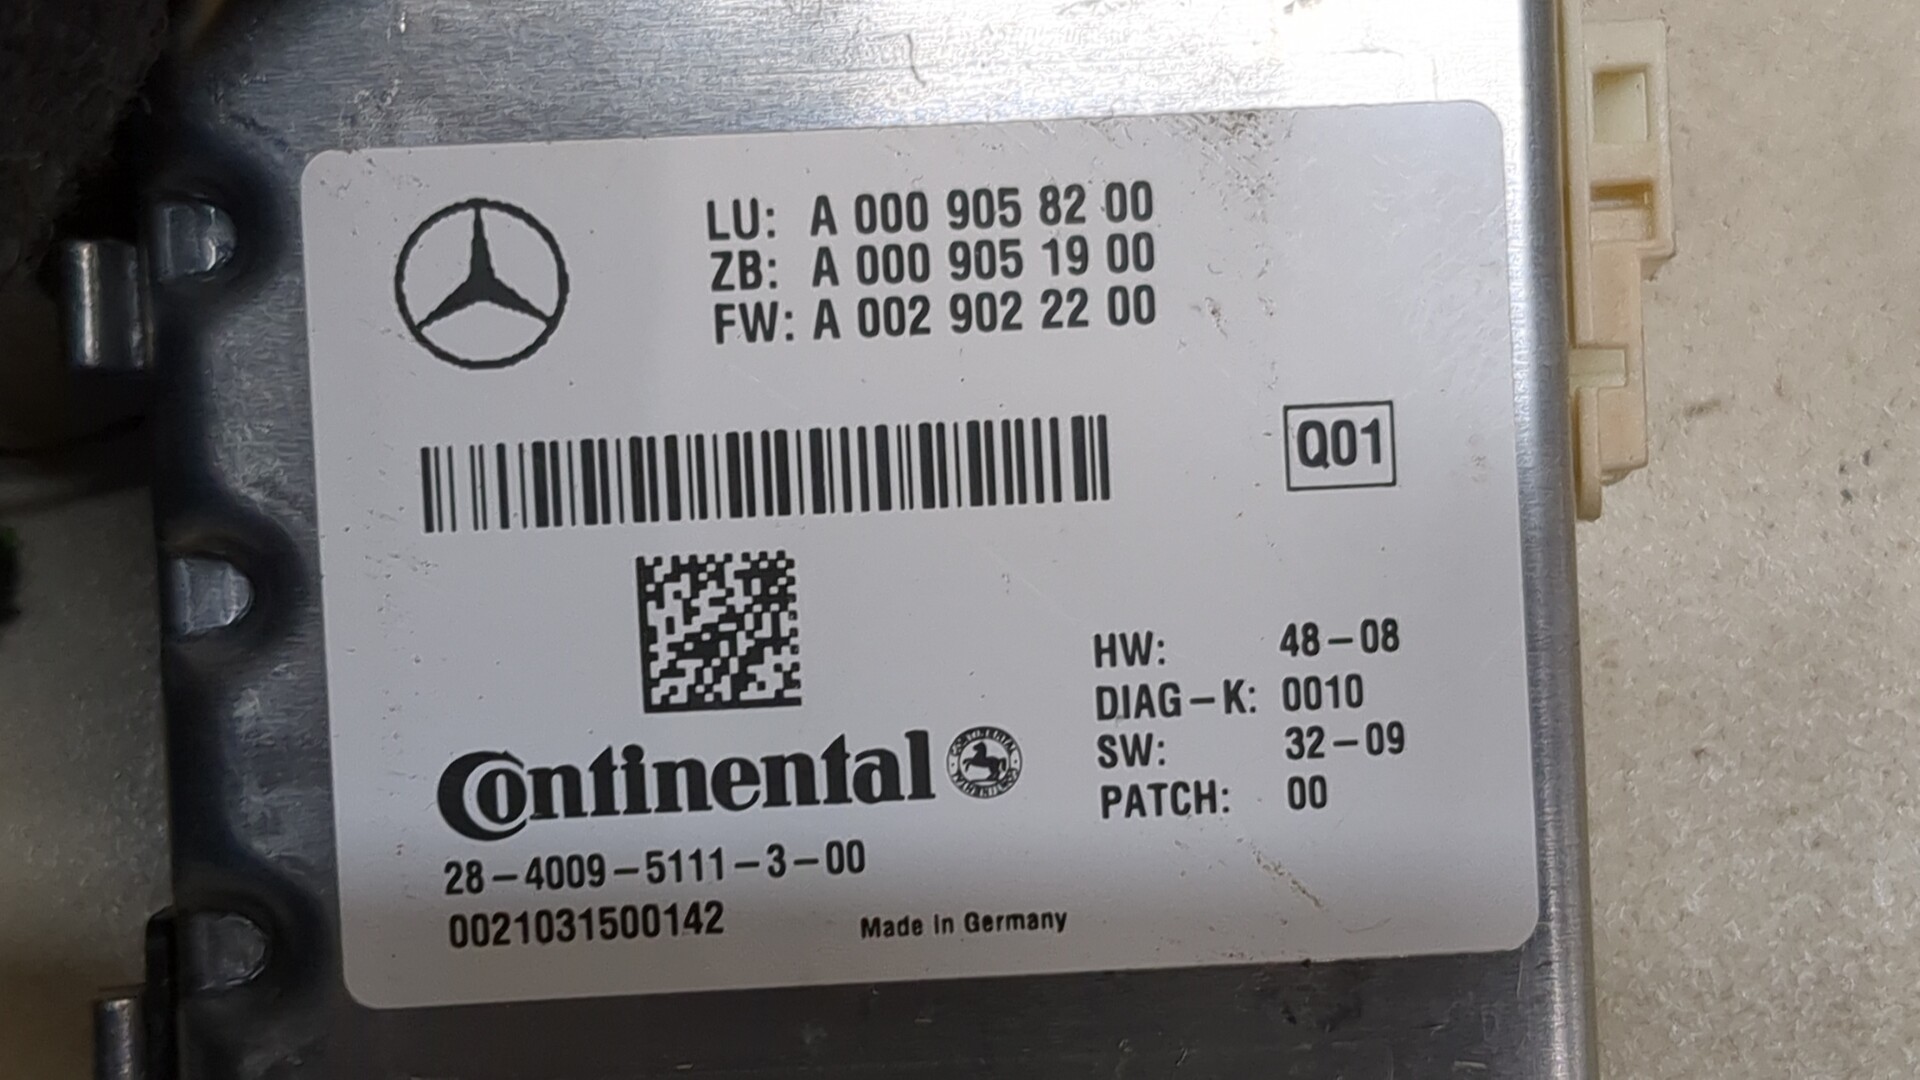 LU: A 000 905 82 00
ZB: A 000 905 19 00
FW: A 002 902 22 00
Q01
HW: 48-08
DIAG-K: 0010
SW: 32-09
PATCH: 00
Continental
28-4009-5111-3-00
0021031500142
Made in Germany